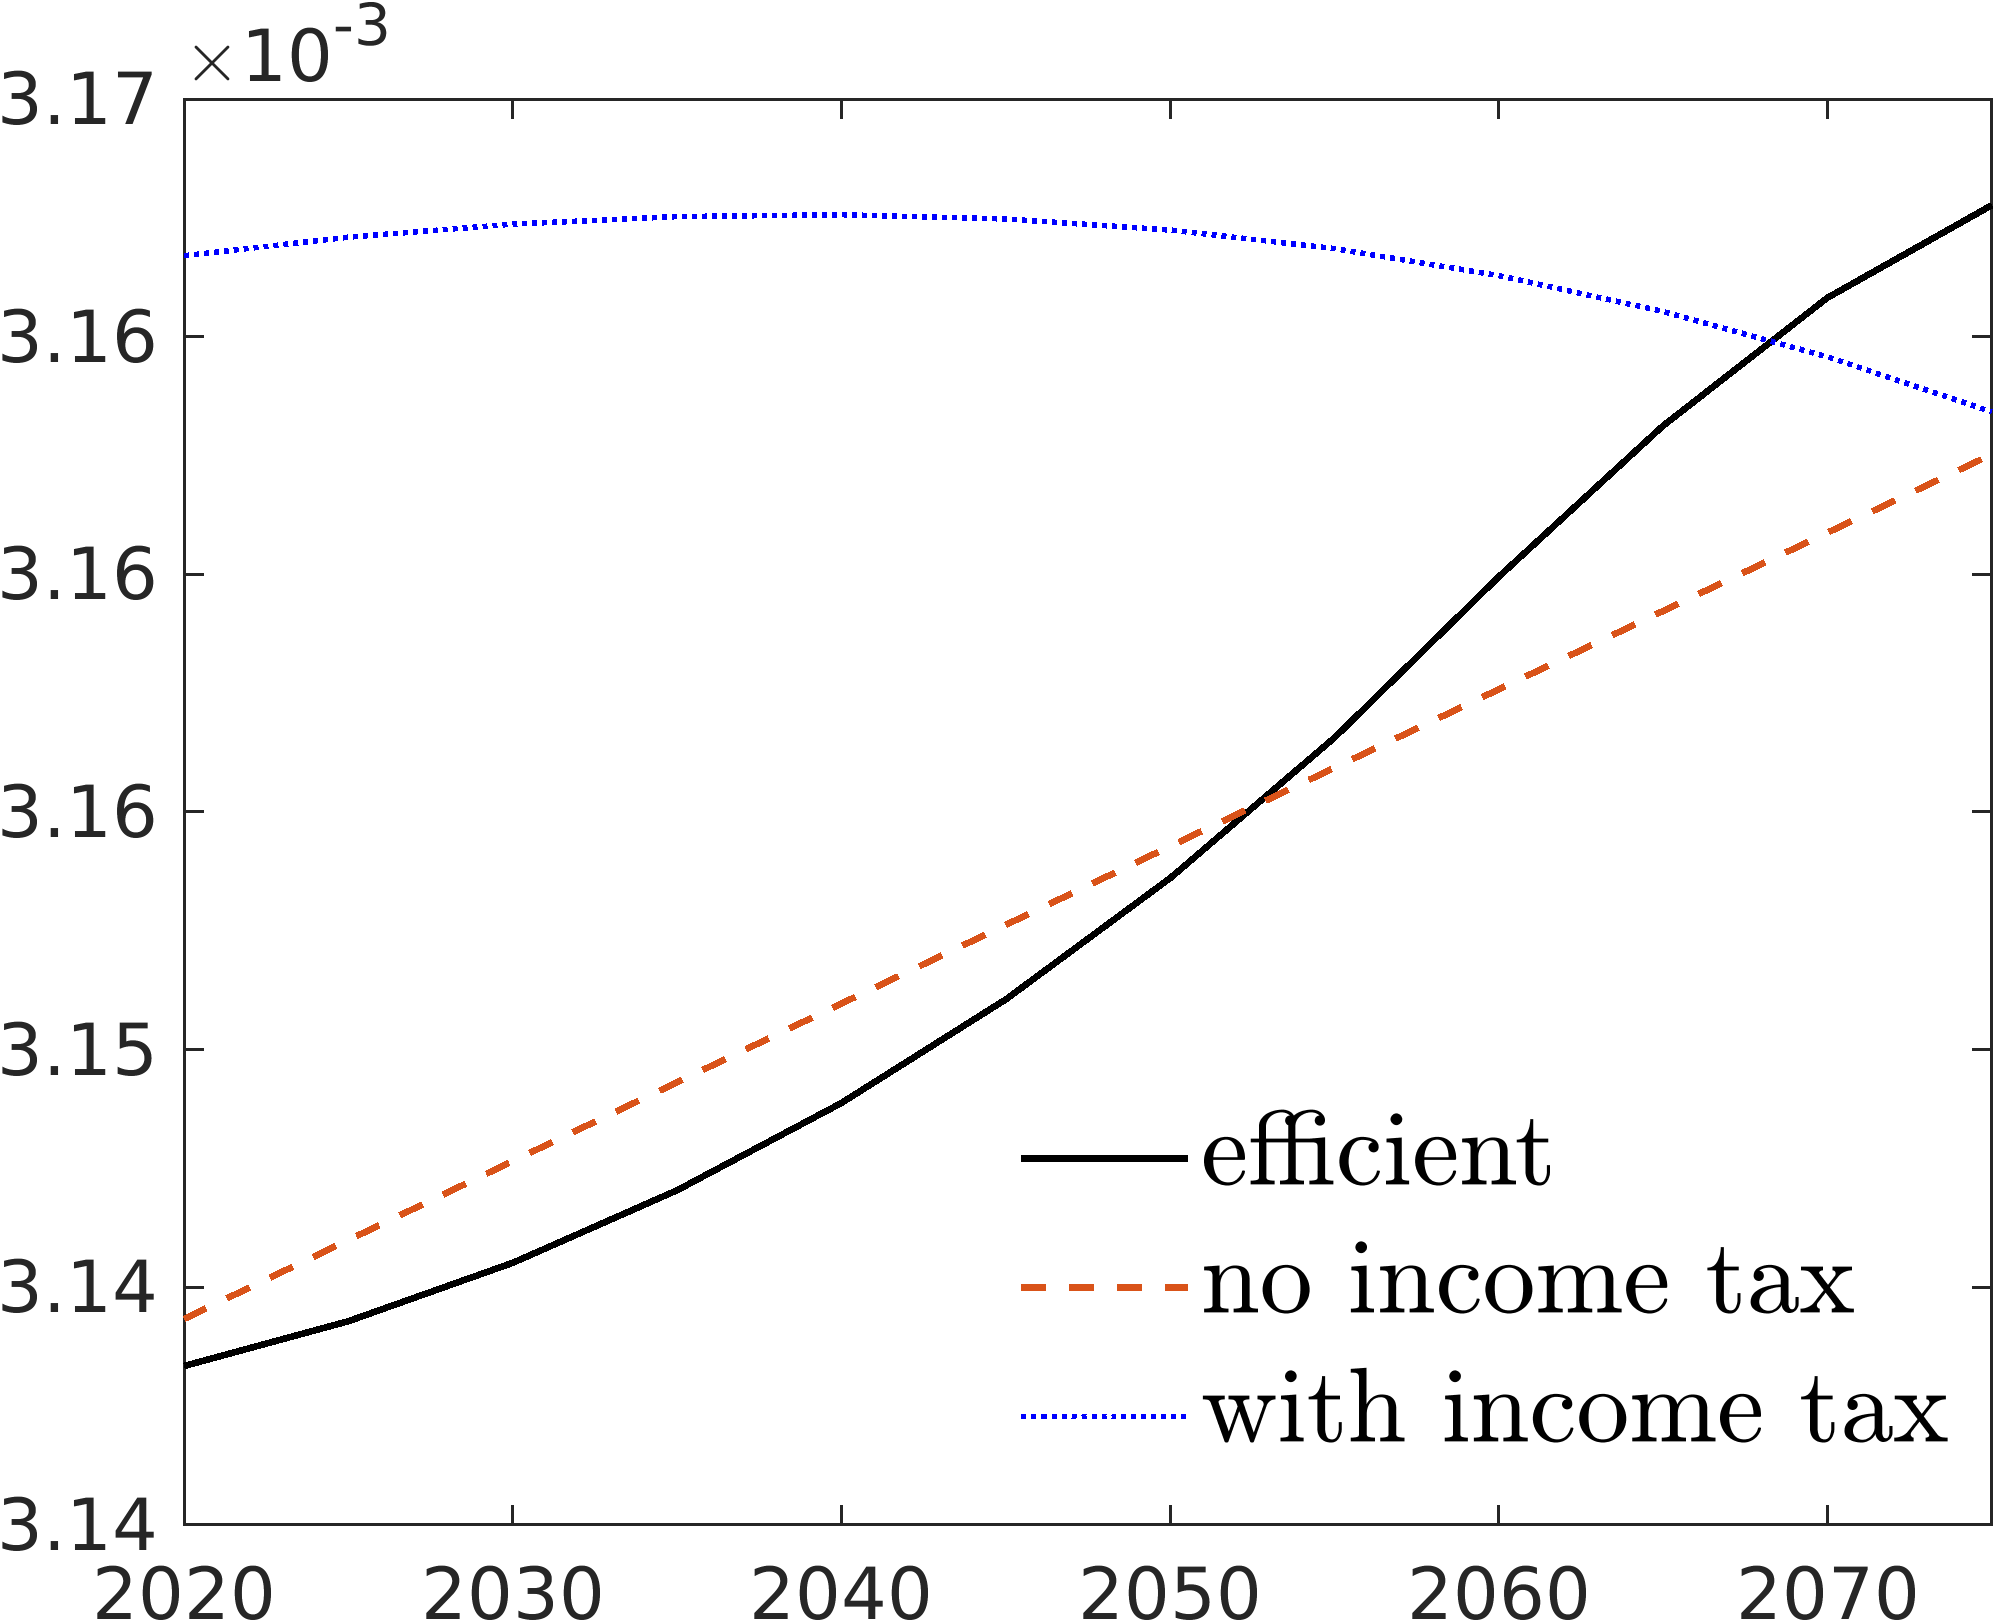 ×10-3
3.17
3.16
3.16
3.16
3.15
3.14
3.14
2020 2030 2040 2050 2060 2070
efficient
no income tax
with income tax